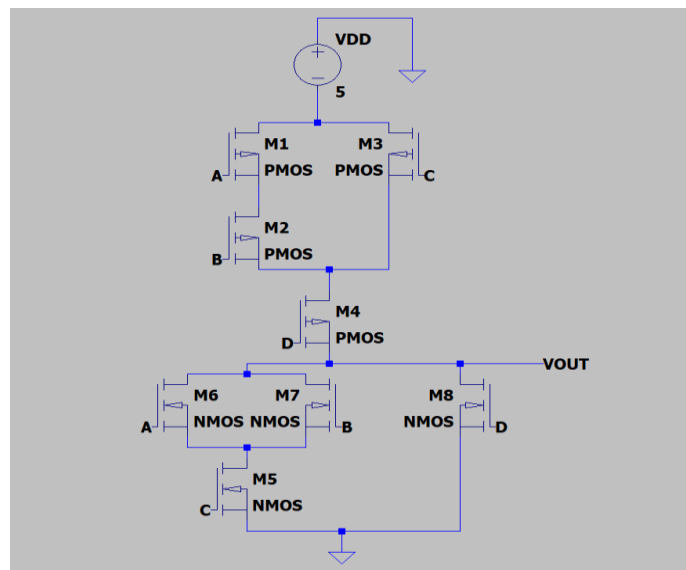 VDD
+
−
5
M1 M3
A PMOS PMOS C
M2
B PMOS
M4
D PMOS
VOUT
M6 M7 M8
A NMOS NMOS B NMOS D
M5
C NMOS